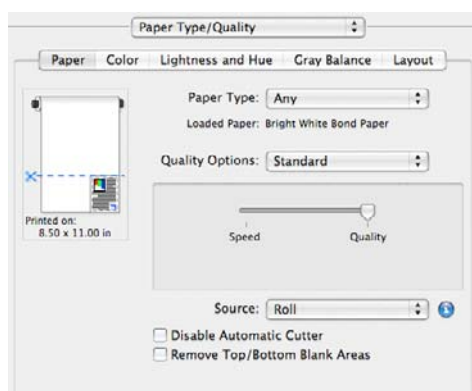 Paper Type/Quality
Paper Color Lightness and Hue Gray Balance Layout
Paper Type: Any
Loaded Paper: Bright White Bond Paper
Quality Options: Standard
Printed on:
8.50 x 11.00 in
Speed Quality
Source: Roll
Disable Automatic Cutter
Remove Top/Bottom Blank Areas